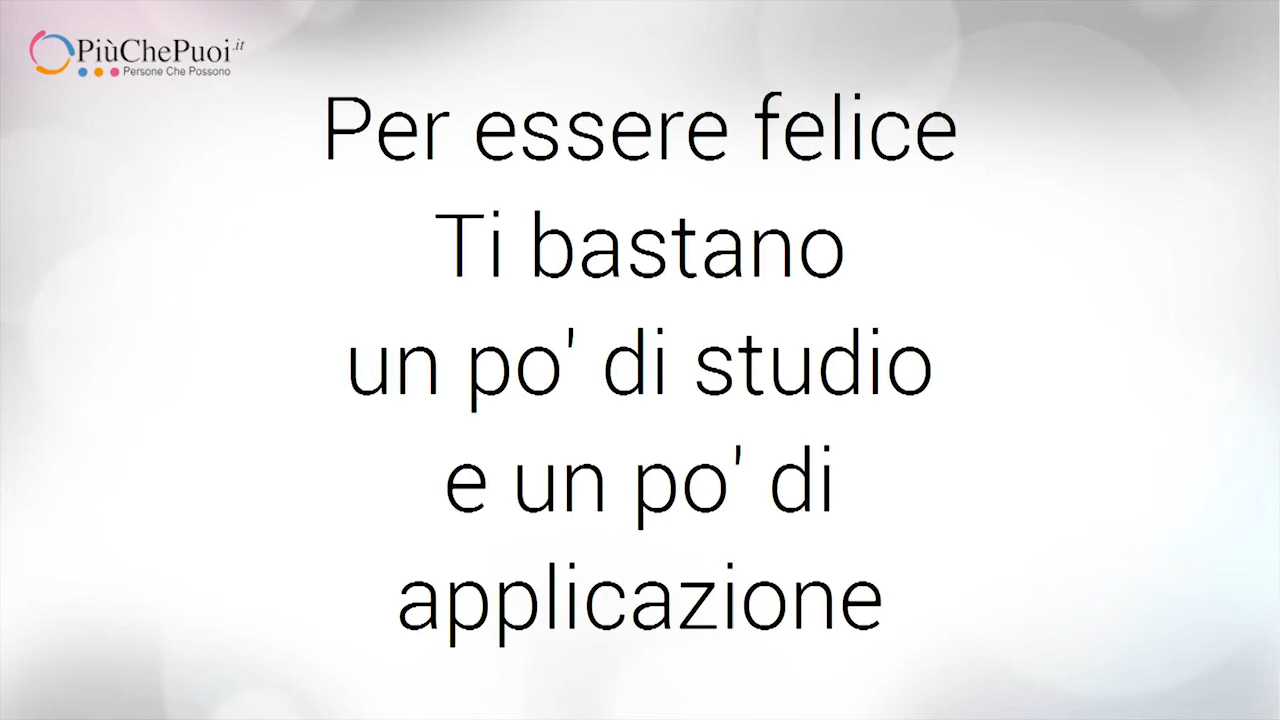 PiùChePuoi.it
Persone Che Possono
Per essere felice
Ti bastano
un po' di studio
e un po' di
applicazione